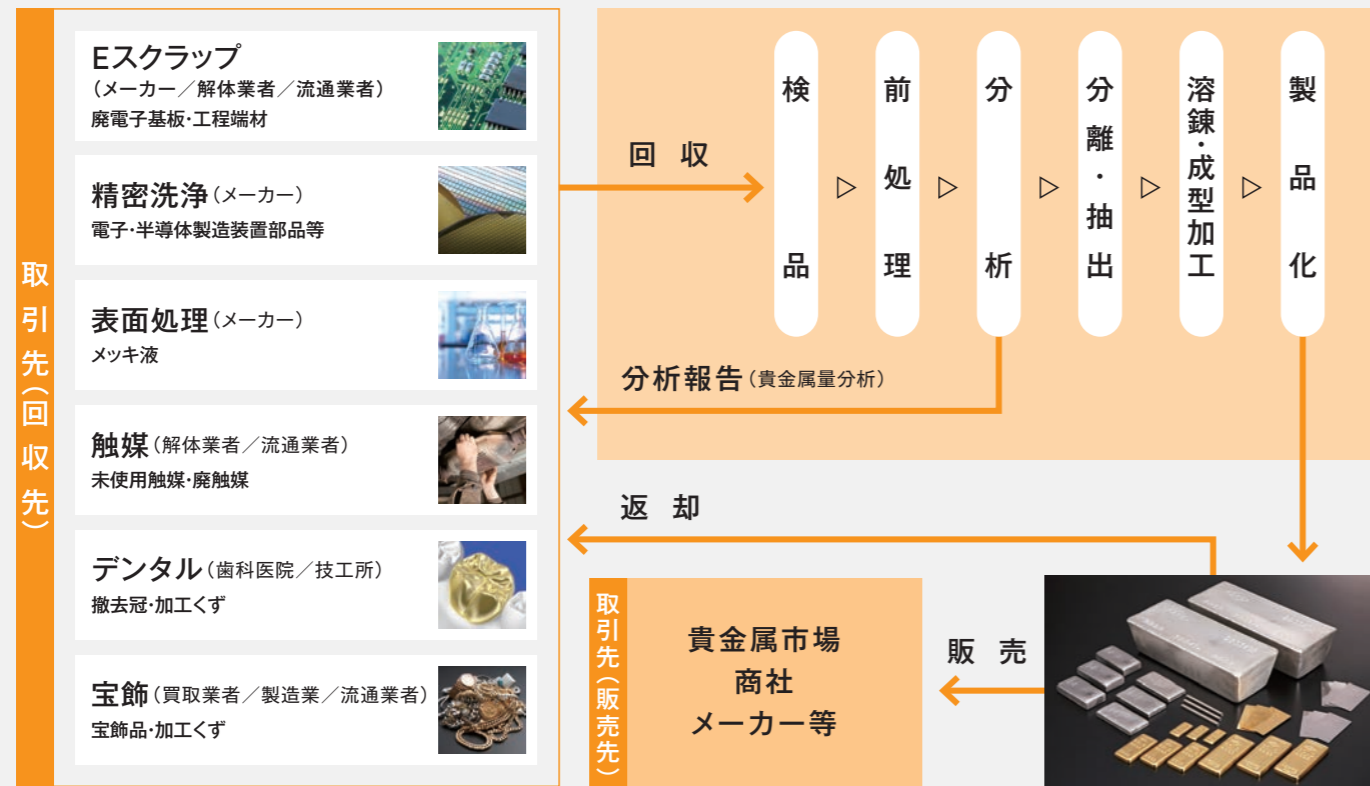 取引先(回収先)
Eスクラップ
(メーカー/解体業者/流通業者)
廃電子基板・工程端材
精密洗浄(メーカー)
電子・半導体製造装置部品等
表面処理(メーカー)
メッキ液
触媒(解体業者/流通業者)
未使用触媒・廃触媒
デンタル(歯科医院/技工所)
撤去冠・加工くず
宝飾(買取業者/製造業/流通業者)
宝飾品・加工くず
回収
検品
▷
前処理
▷
分析
▷
分離・抽出
▷
溶錬・成型加工
▷
製品化
分析報告(貴金属量分析)
返却
取引先(販売先)
貴金属市場
商社
メーカー等
販売